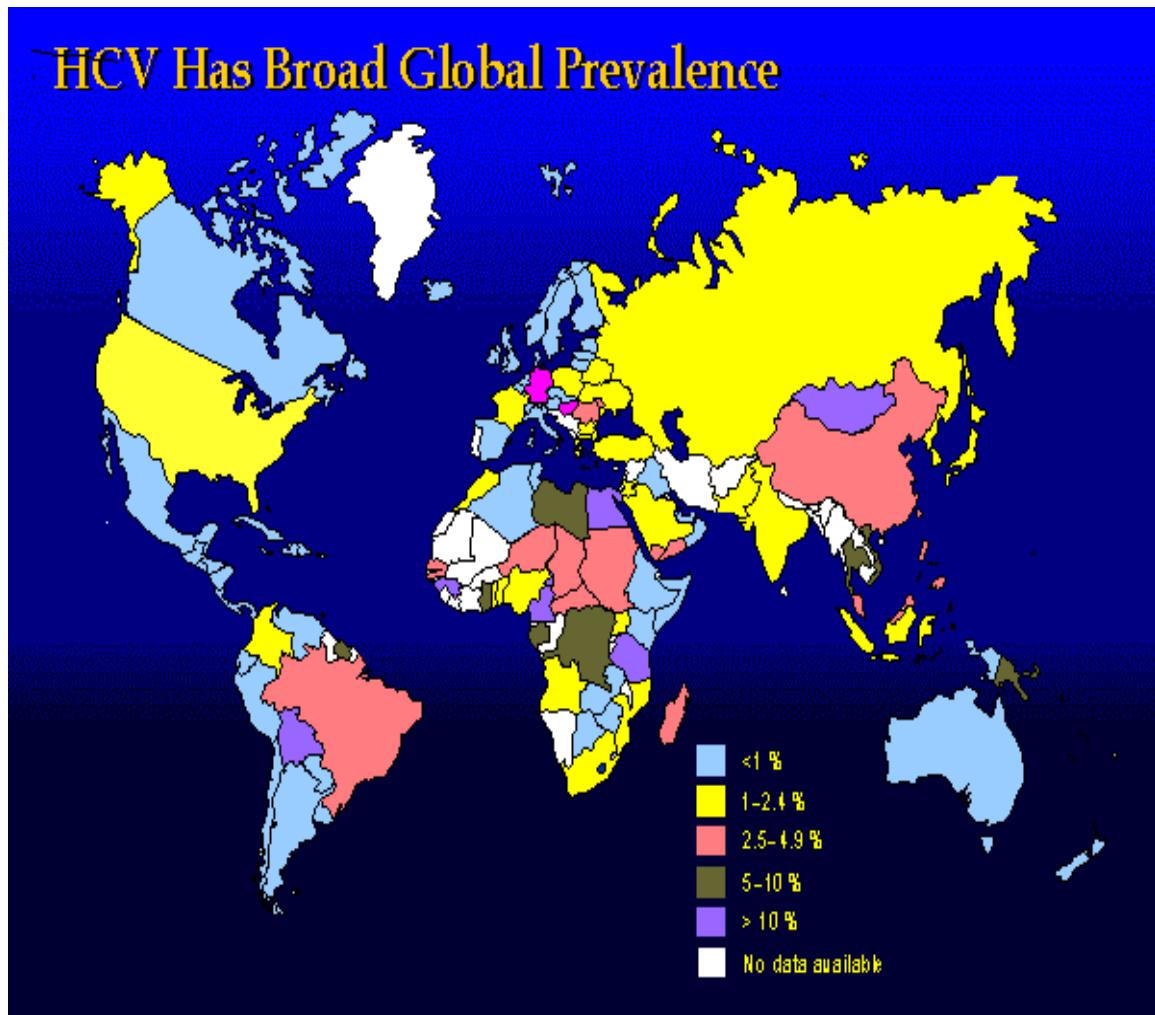 HCV Has Broad Global Prevalence
<1 %
1-2.4 %
2.5-4.9 %
5-10 %
> 10 %
No data available